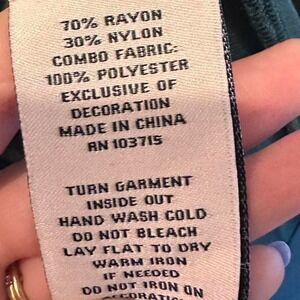 70% RAYON
30% NYLON
COMBO FABRIC:
100% POLYESTER
EXCLUSIVE OF
DECORATION
MADE IN CHINA
RN 103715
TURN GARMENT
INSIDE OUT
HAND WASH COLD
DO NOT BLEACH
LAY FLAT TO DRY
WARM IRON
IF NEEDED
DO NOT IRON ON
DECORATION